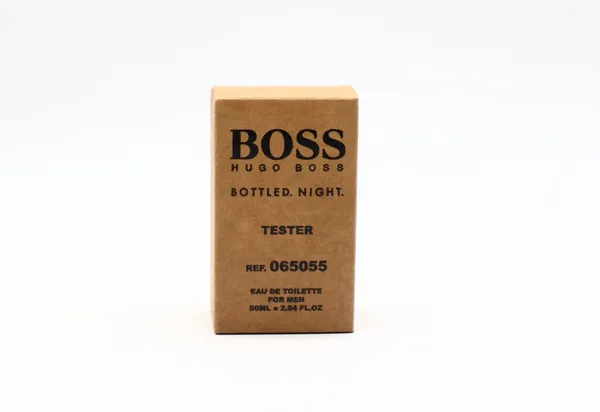 BOSS
HUGO BOSS
BOTTLED. NIGHT.
TESTER
REF. 065055
EAU DE TOILETTE
FOR MEN
50ML e 2.04 FL.OZ